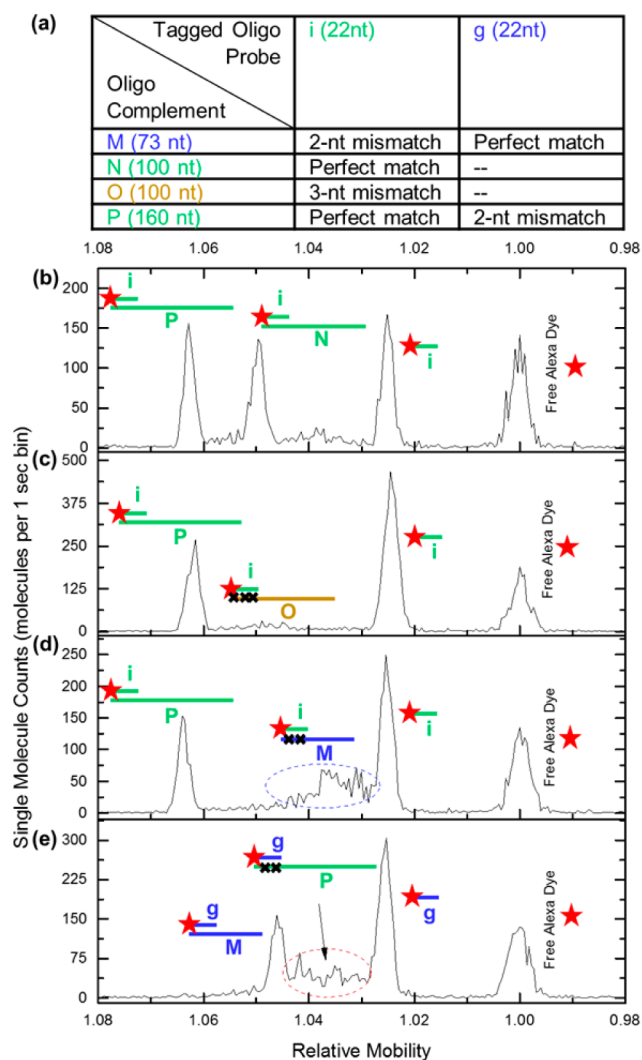 (a)
Tagged Oligo Probe
Oligo Complement
i (22nt)
g (22nt)
M (73 nt) 2-nt mismatch Perfect match
N (100 nt) Perfect match --
O (100 nt) 3-nt mismatch --
P (160 nt) Perfect match 2-nt mismatch
1.08 1.06 1.04 1.02 1.00 0.98
Single Molecule Counts (molecules per 1 sec bin)
(b)
200
150
100
50
0
i
P
i
N
i
Free Alexa Dye
(c)
500
375
250
125
0
i
P
i
O
i
Free Alexa Dye
(d)
250
200
150
100
50
0
i
P
i
M
i
Free Alexa Dye
(e)
300
225
150
75
0
g
P
g
M
g
Free Alexa Dye
1.08 1.06 1.04 1.02 1.00 0.98
Relative Mobility